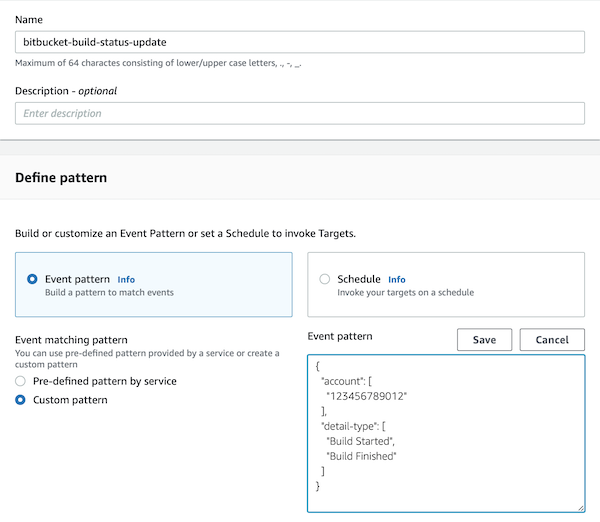 Name
bitbucket-build-status-update
Maximum of 64 charactes consisting of lower/upper case letters, ., -, _.
Description - optional
Enter description
Define pattern
Build or customize an Event Pattern or set a Schedule to invoke Targets.
Event pattern Info
Build a pattern to match events
Schedule Info
Invoke your targets on a schedule
Event matching pattern
You can use pre-defined pattern provided by a service or create a
custom pattern
Pre-defined pattern by service
Custom pattern
Event pattern
Save
Cancel
{
"account": [
"123456789012"
],
"detail-type": [
"Build Started",
"Build Finished"
]
}